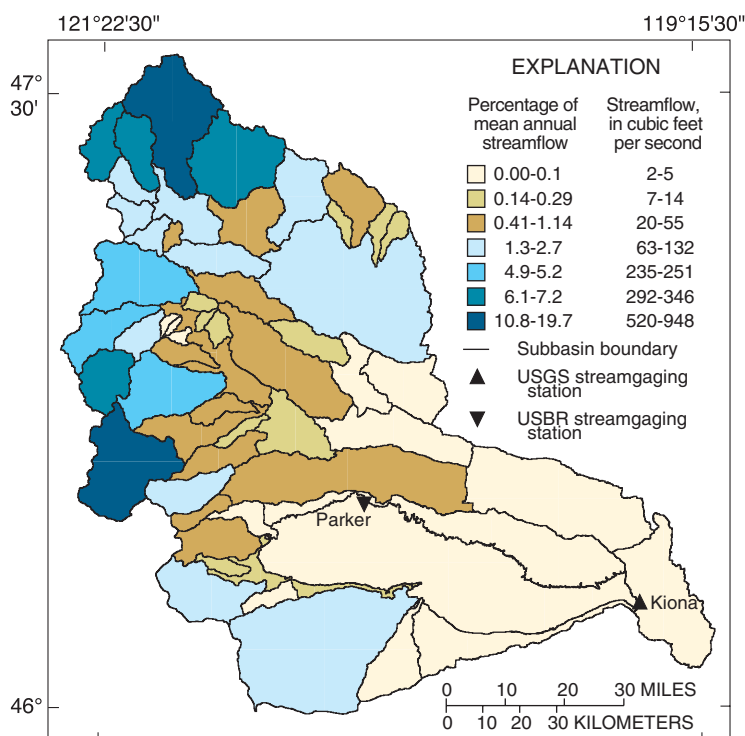 121°22'30" 119°15'30"
47°
30'
EXPLANATION
Percentage of mean annual streamflow
Streamflow, in cubic feet per second
0.00-0.1 2-5
0.14-0.29 7-14
0.41-1.14 20-55
1.3-2.7 63-132
4.9-5.2 235-251
6.1-7.2 292-346
10.8-19.7 520-948
Subbasin boundary
USGS streamgaging
station
USBR streamgaging
station
Parker
Kiona
46°
0 10 20 30 MILES
0 10 20 30 KILOMETERS